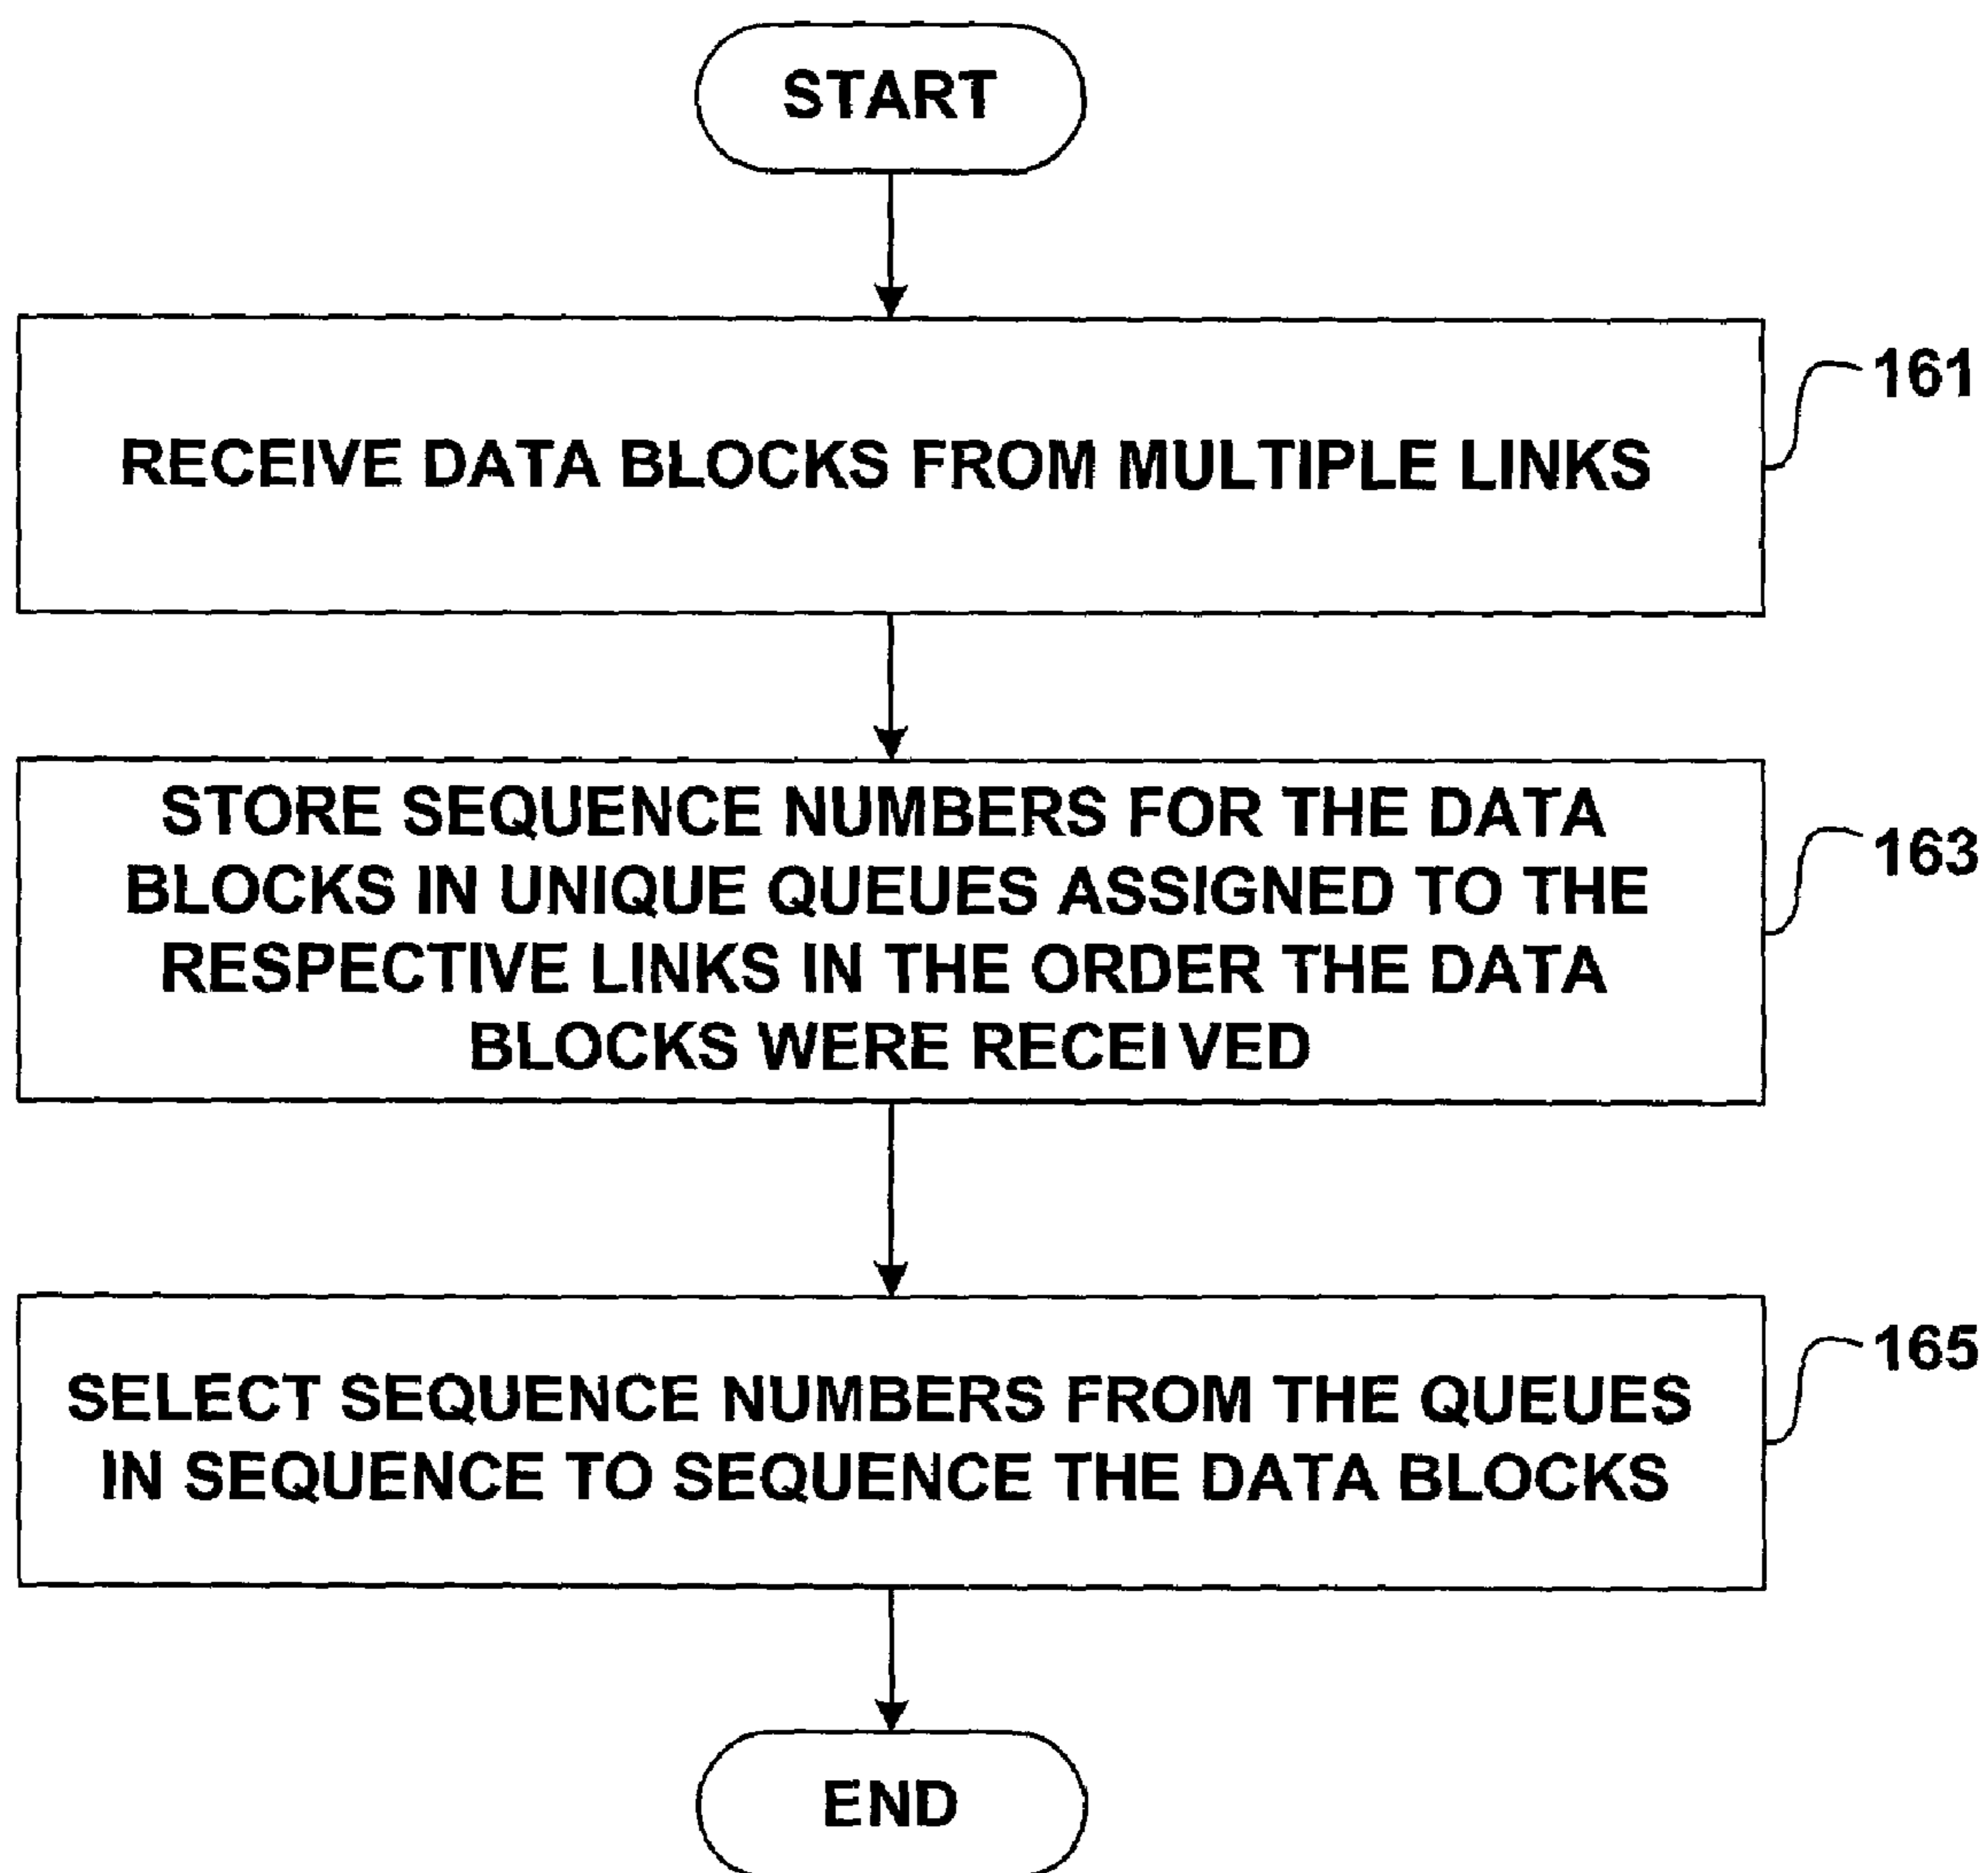 START
RECEIVE DATA BLOCKS FROM MULTIPLE LINKS
161
STORE SEQUENCE NUMBERS FOR THE DATA
BLOCKS IN UNIQUE QUEUES ASSIGNED TO THE
RESPECTIVE LINKS IN THE ORDER THE DATA
BLOCKS WERE RECEIVED
163
SELECT SEQUENCE NUMBERS FROM THE QUEUES
IN SEQUENCE TO SEQUENCE THE DATA BLOCKS
165
END